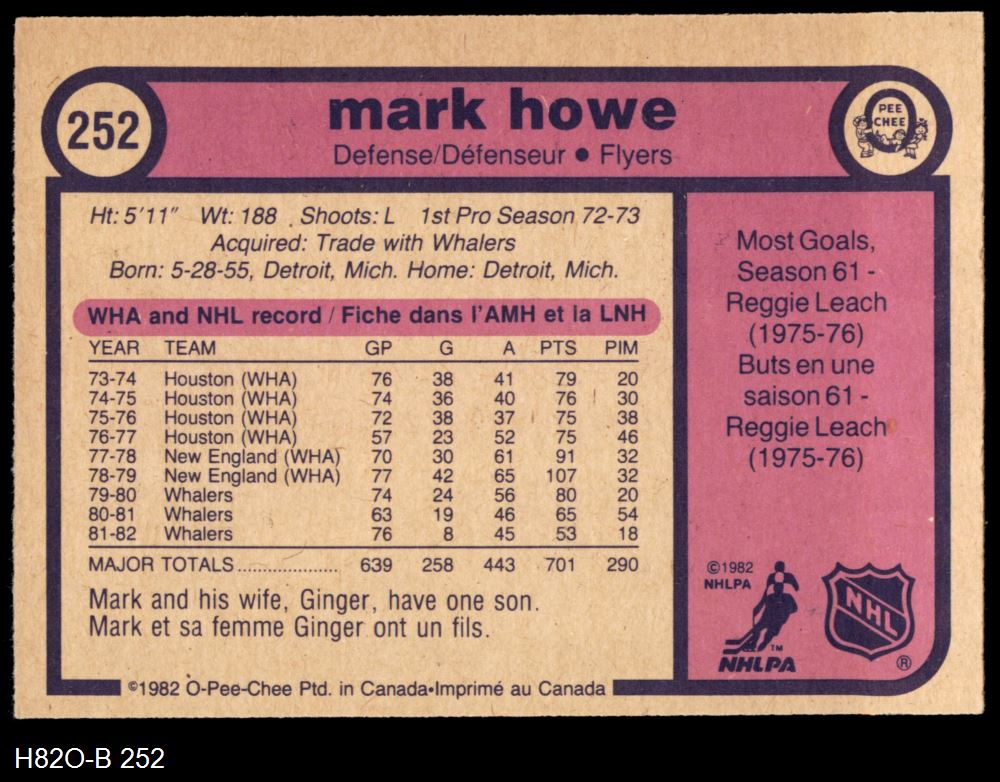 252
mark howe
PEE
CHEE
Defense/Défenseur ● Flyers
Ht: 5'11" Wt: 188 . Shoots: L 1st Pro Season 72-73
Acquired: Trade with Whalers
Born: 5-28-55, Detroit, Mich. Home: Detroit, Mich.
WHA and NHL record / Fiche dans l'AMH et la LNH
YEAR TEAM GP G A PTS PIM
73-74 Houston (WHA) 76 38 41 79 20
74-75 Houston (WHA) 74 36 40 76 30
75-76 Houston (WHA) 72 38 37 75 38
76-77 Houston (WHA) 57 23 52 75 46
77-78 New England (WHA) 70 30 61 91 32
78-79 New England (WHA) 77 42 65 107 32
79-80 Whalers 74 24 56 80 20
80-81 Whalers 63 19 46 65 54
81-82 Whalers 76 8 45 53 18
MAJOR TOTALS.................... 639 258 443 701 290
Mark and his wife, Ginger, have one son.
Mark et sa femme Ginger ont un fils.
Most Goals,
Season 61 -
Reggie Leach
(1975-76)
Buts en une
saison 61 -
Reggie Leach
(1975-76)
©1982
NHLPA
TM
NHLPA
NHL
®
©1982 O-Pee-Chee Ptd. in Canada•Imprimé au Canada
H82O-B 252